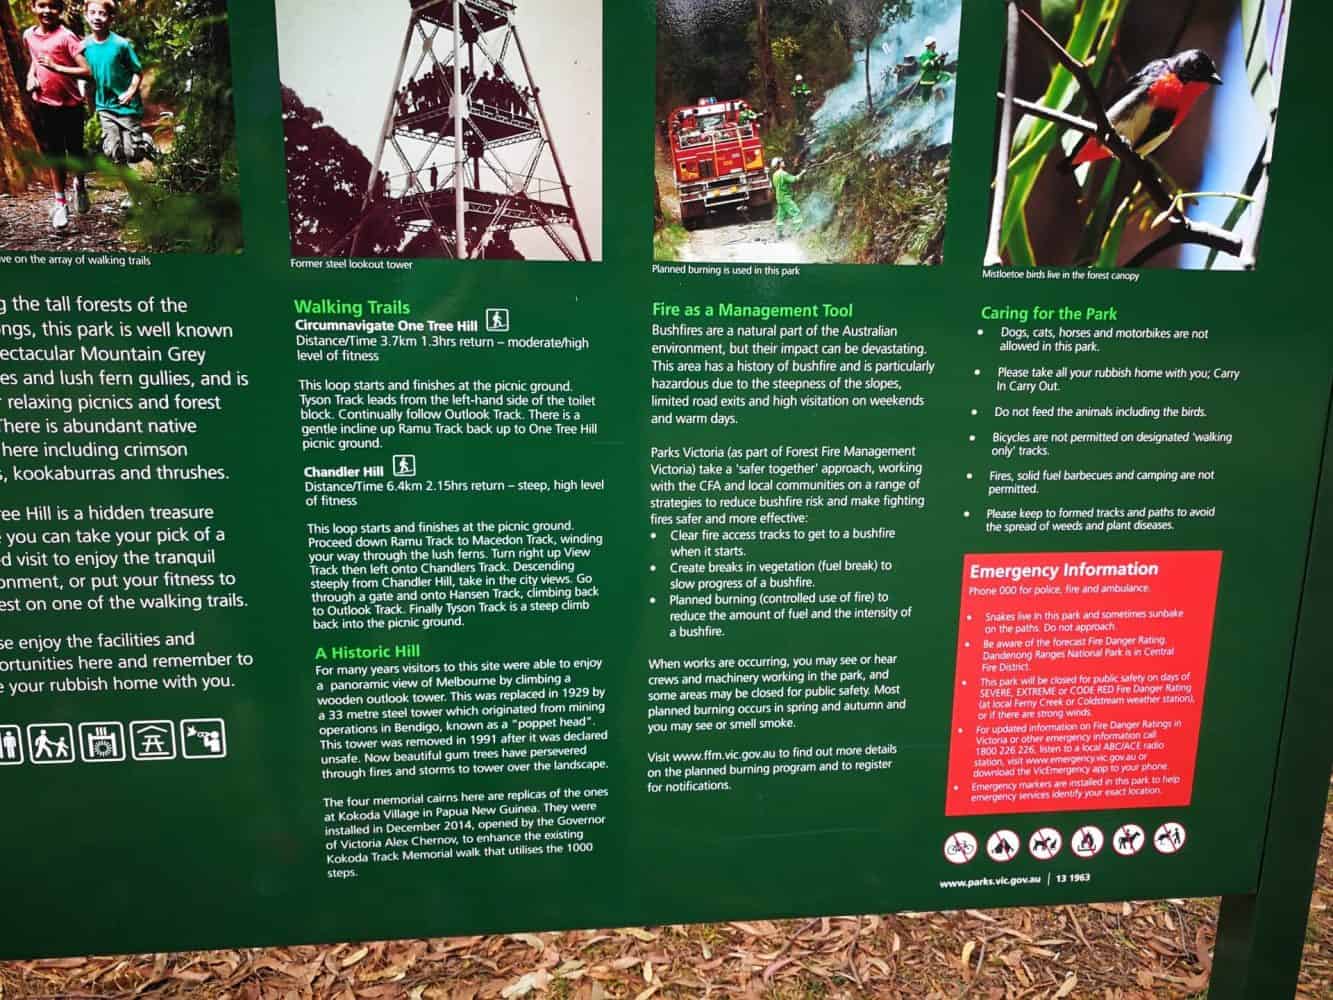 ve on the array of walking trails
g the tall forests of the
ongs, this park is well known
ectacular Mountain Grey
es and lush fern gullies, and is
r relaxing picnics and forest
There is abundant native
here including crimson
s, kookaburras and thrushes.
ree Hill is a hidden treasure
e you can take your pick of a
ed visit to enjoy the tranquil
onment, or put your fitness to
est on one of the walking trails.
se enjoy the facilities and
ortunities here and remember to
e your rubbish home with you.
Former steel lookout tower
Walking Trails
Circumnavigate One Tree Hill
Distance/Time 3.7km 1.3hrs return – moderate/high
level of fitness
This loop starts and finishes at the picnic ground.
Tyson Track leads from the left-hand side of the toilet
block. Continually follow Outlook Track. There is a
gentle incline up Ramu Track back up to One Tree Hill
picnic ground.
Chandler Hill
Distance/Time 6.4km 2.15hrs return – steep, high level
of fitness
This loop starts and finishes at the picnic ground.
Proceed down Ramu Track to Macedon Track, winding
your way through the lush ferns. Turn right up View
Track then left onto Chandlers Track. Descending
steeply from Chandler Hill, take in the city views. Go
through a gate and onto Hansen Track, climbing back
to Outlook Track. Finally Tyson Track is a steep climb
back into the picnic ground.
A Historic Hill
For many years visitors to this site were able to enjoy
a panoramic view of Melbourne by climbing a
wooden outlook tower. This was replaced in 1929 by
a 33 metre steel tower which originated from mining
operations in Bendigo, known as a "poppet head".
This tower was removed in 1991 after it was declared
unsafe. Now beautiful gum trees have persevered
through fires and storms to tower over the landscape.
The four memorial cairns here are replicas of the ones
at Kokoda Village in Papua New Guinea. They were
installed in December 2014, opened by the Governor
of Victoria Alex Chernov, to enhance the existing
Kokoda Track Memorial walk that utilises the 1000
steps.
Planned burning is used in this park
Fire as a Management Tool
Bushfires are a natural part of the Australian
environment, but their impact can be devastating.
This area has a history of bushfire and is particularly
hazardous due to the steepness of the slopes,
limited road exits and high visitation on weekends
and warm days.
Parks Victoria (as part of Forest Fire Management
Victoria) take a 'safer together' approach, working
with the CFA and local communities on a range of
strategies to reduce bushfire risk and make fighting
fires safer and more effective:
• Clear fire access tracks to get to a bushfire
when it starts.
• Create breaks in vegetation (fuel break) to
slow progress of a bushfire.
• Planned burning (controlled use of fire) to
reduce the amount of fuel and the intensity of
a bushfire.
When works are occurring, you may see or hear
crews and machinery working in the park, and
some areas may be closed for public safety. Most
planned burning occurs in spring and autumn and
you may see or smell smoke.
Visit www.ffm.vic.gov.au to find out more details
on the planned burning program and to register
for notifications.
Mistletoe birds live in the forest canopy
Caring for the Park
• Dogs, cats, horses and motorbikes are not
allowed in this park.
• Please take all your rubbish home with you; Carry
In Carry Out.
• Do not feed the animals including the birds.
• Bicycles are not permitted on designated 'walking
only' tracks.
• Fires, solid fuel barbecues and camping are not
permitted.
• Please keep to formed tracks and paths to avoid
the spread of weeds and plant diseases.
Emergency Information
Phone 000 for police, fire and ambulance.
• Snakes live in this park and sometimes sunbake
on the paths. Do not approach.
• Be aware of the forecast Fire Danger Rating.
Dandenong Ranges National Park is in Central
Fire District.
• This park will be closed for public safety on days of
SEVERE, EXTREME or CODE RED Fire Danger Rating
(at local Ferny Creek or Coldstream weather station),
or if there are strong winds.
• For updated information on Fire Danger Ratings in
Victoria or other emergency information call
1800 226 226, listen to a local ABC/ACE radio
station, visit www.emergency.vic.gov.au or
download the VicEmergency app to your phone.
• Emergency markers are installed in this park to help
emergency services identify your exact location.
www.parks.vic.gov.au | 13 1963